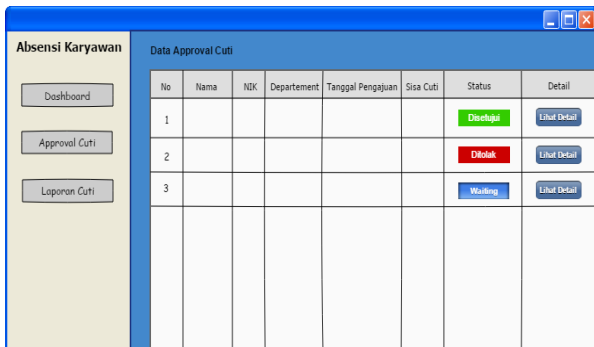 Absensi Karyawan
Dashboard
Approval Cuti
Laporan Cuti
Data Approval Cuti
No Nama NIK Departement Tanggal Pengajuan Sisa Cuti Status Detail
1 Disetujui Lihat Detail
2 Ditolak Lihat Detail
3 Waiting Lihat Detail